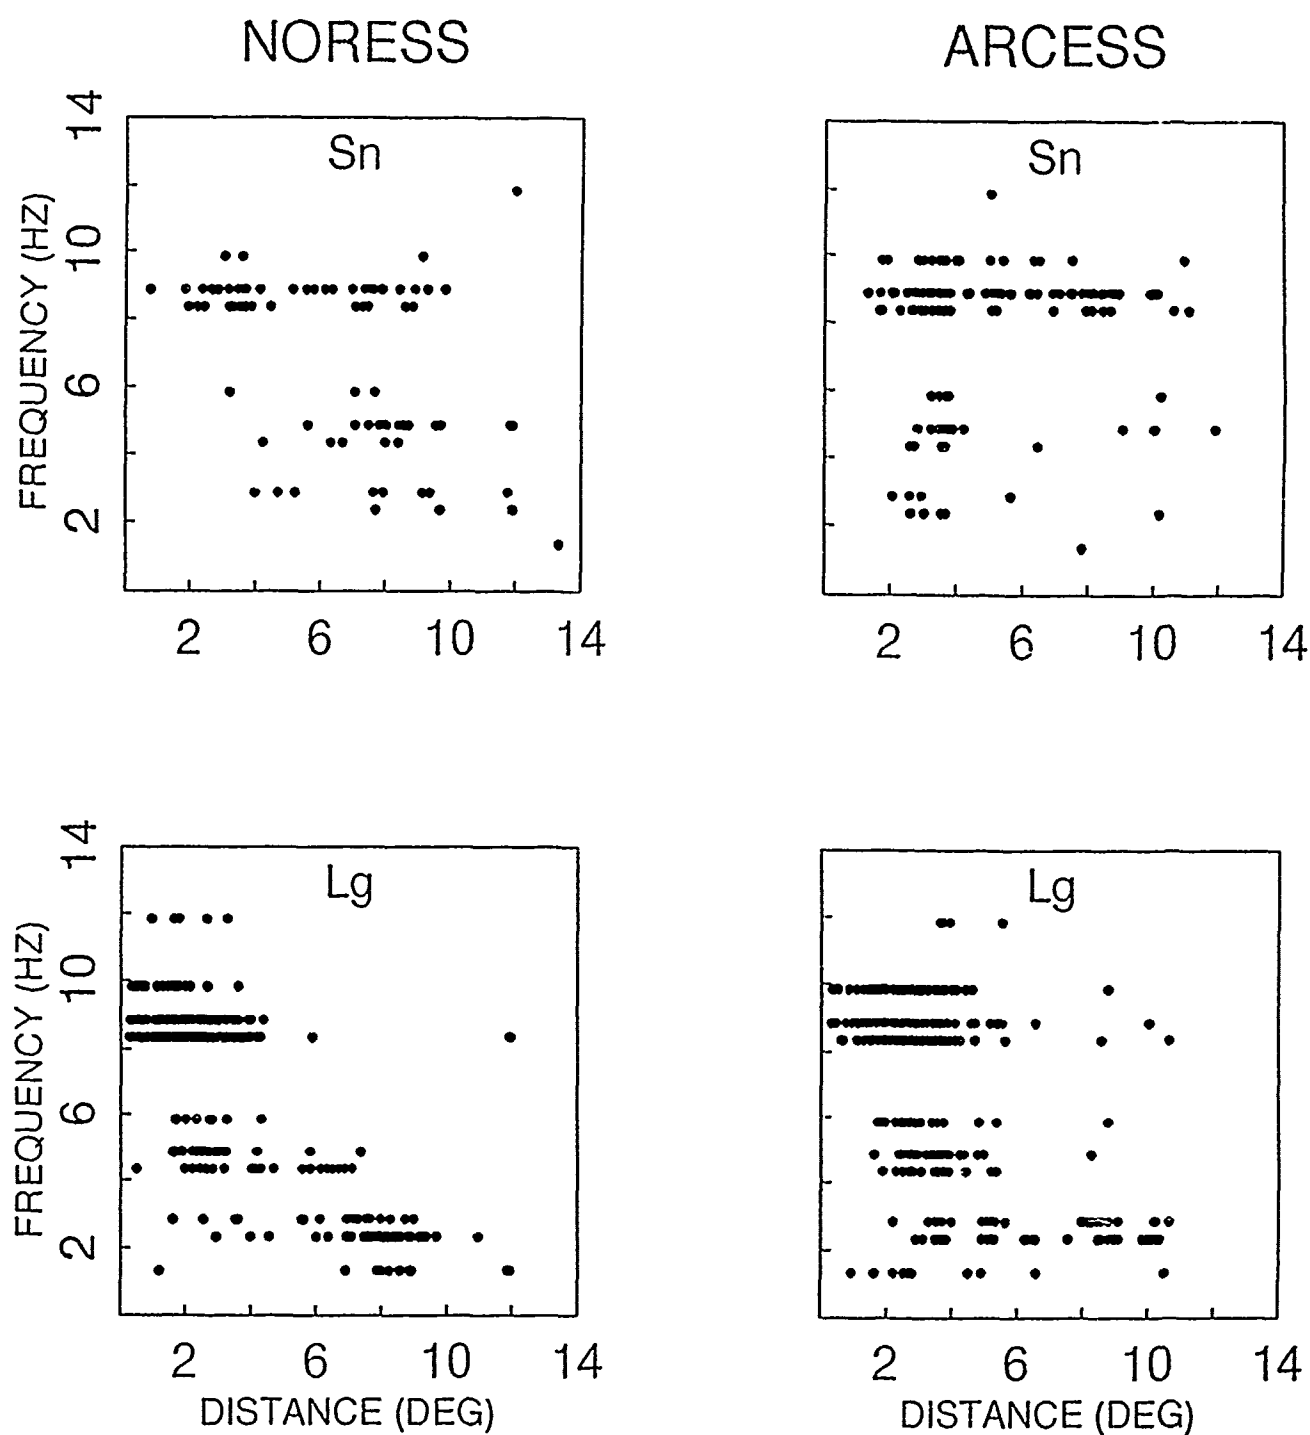 NORESS
ARCESS
Sn
Sn
FREQUENCY (HZ)
14
10
6
2
2 6 10 14
2 6 10 14
Lg
Lg
FREQUENCY (HZ)
14
10
6
2
2 6 10 14
DISTANCE (DEG)
2 6 10 14
DISTANCE (DEG)